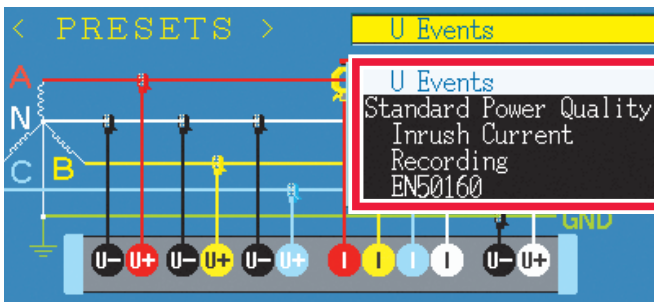 < PRESETS >
U Events
U Events
Standard Power Quality
Inrush Current
Recording
EN50160
A
N
C
B
GND
U- U+ U- U+ U- U+ I I I I U- U+